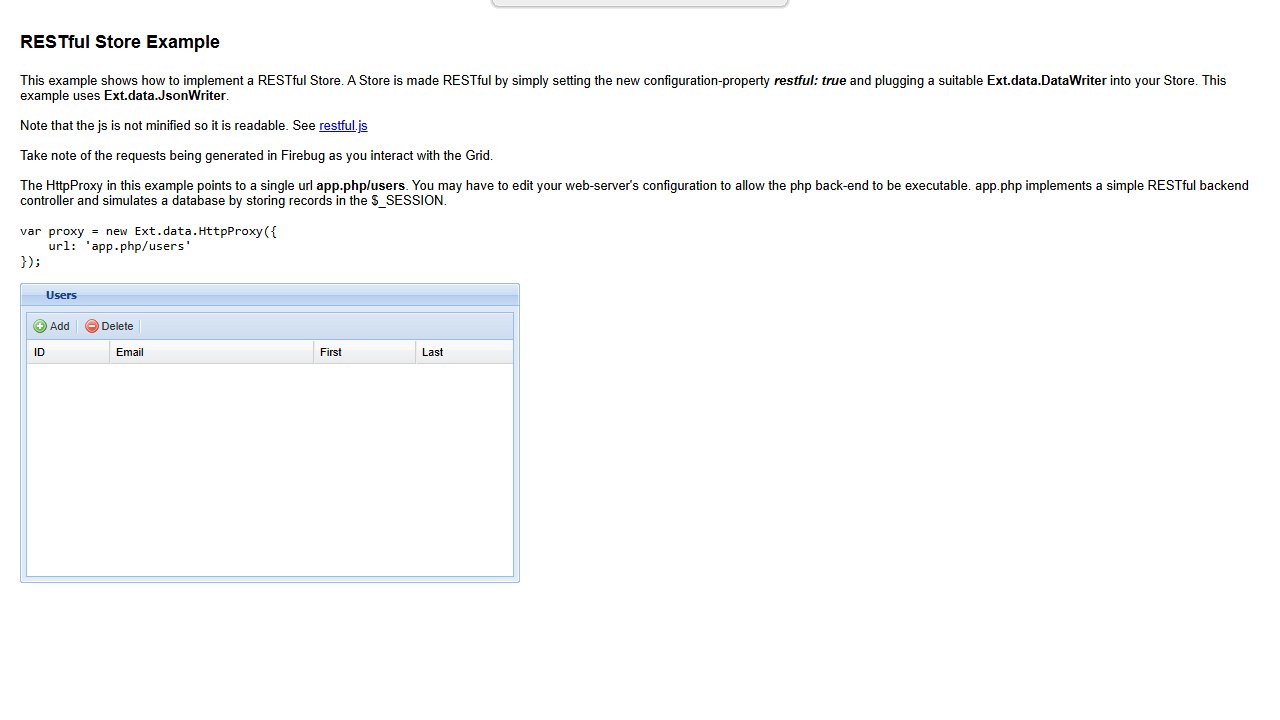 RESTful Store Example
This example shows how to implement a RESTful Store. A Store is made RESTful by simply setting the new configuration-property restful: true and plugging a suitable Ext.data.DataWriter into your Store. This
example uses Ext.data.JsonWriter.
Note that the js is not minified so it is readable. See restful.js
Take note of the requests being generated in Firebug as you interact with the Grid.
The HttpProxy in this example points to a single url app.php/users. You may have to edit your web-server's configuration to allow the php back-end to be executable. app.php implements a simple RESTful backend
controller and simulates a database by storing records in the $_SESSION.
var proxy = new Ext.data.HttpProxy({
    url: 'app.php/users'
});
Users
Add Delete
ID Email First Last